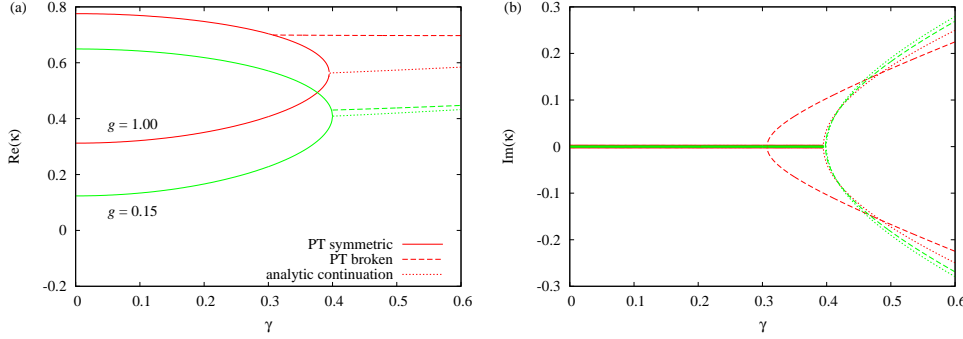 (a)
0.8
0.6
0.4
0.2
0
-0.2
Re(κ)
g = 1.00
g = 0.15
PT symmetric
PT broken
analytic continuation
0 0.1 0.2 0.3 0.4 0.5 0.6
γ
(b)
0.3
0.2
0.1
0
-0.1
-0.2
-0.3
Im(κ)
0 0.1 0.2 0.3 0.4 0.5 0.6
γ